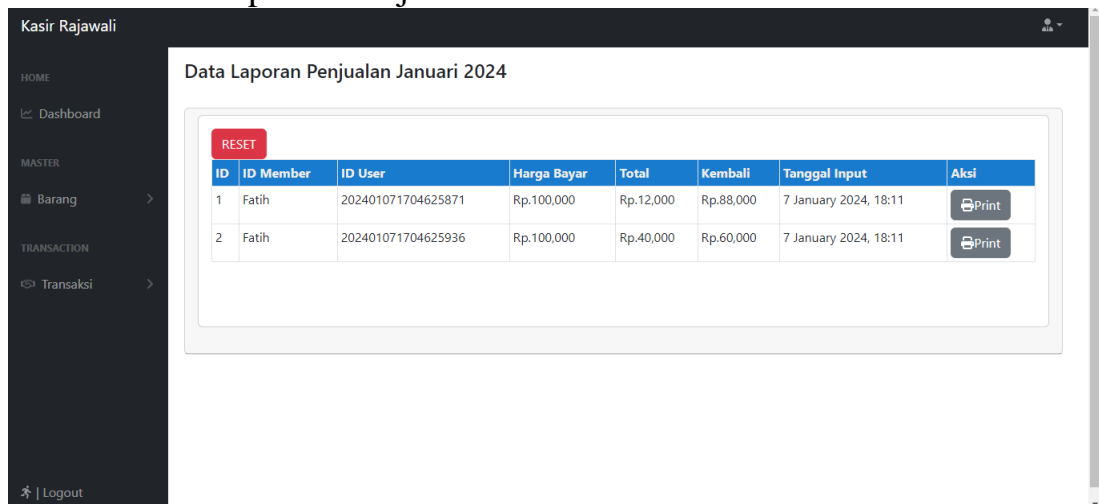 Kasir Rajawali
HOME
Dashboard
MASTER
Barang
TRANSACTION
Transaksi
| Logout
Data Laporan Penjualan Januari 2024
RESET
ID ID Member ID User Harga Bayar Total Kembali Tanggal Input Aksi
1 Fatih 202401071704625871 Rp.100,000 Rp.12,000 Rp.88,000 7 January 2024, 18:11 Print
2 Fatih 202401071704625936 Rp.100,000 Rp.40,000 Rp.60,000 7 January 2024, 18:11 Print